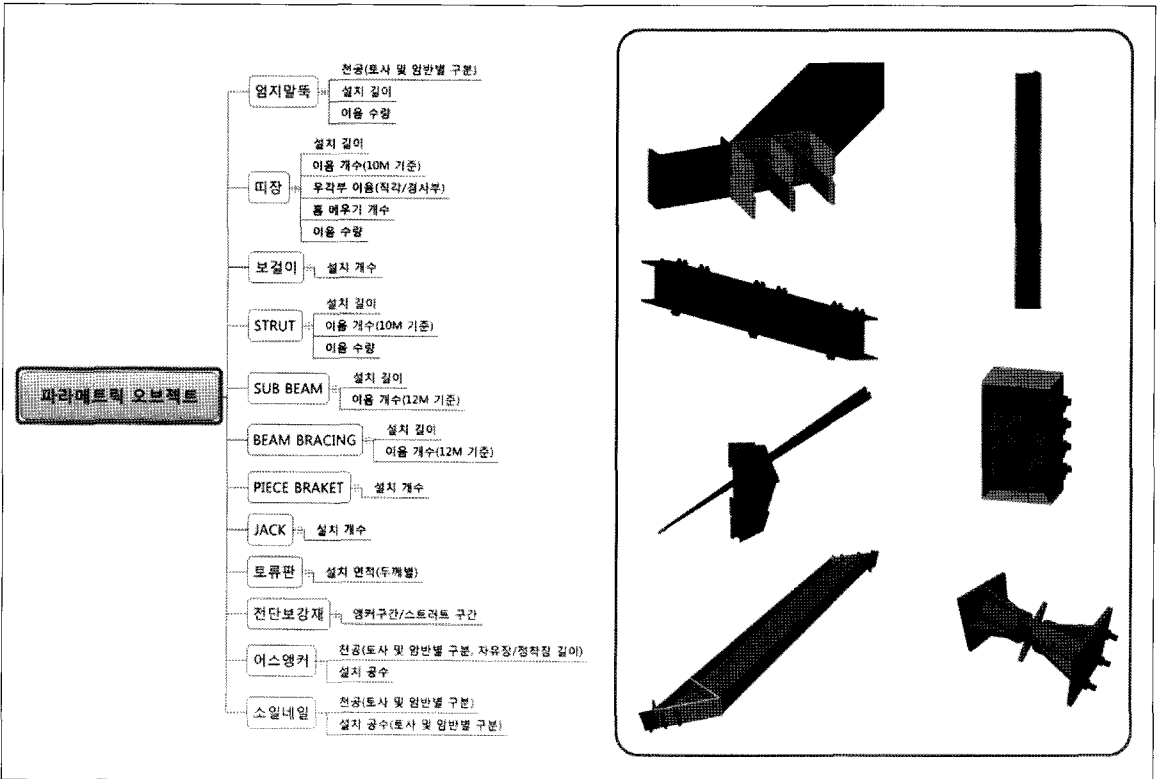 파라메트릭 오브젝트
엄지말뚝
천공(토사 및 암반별 구분)
설치 길이
이음 수량
띠장
설치 길이
이음 개수(10M 기준)
우각부 이음(직각/경사부)
홈 메우기 개수
이음 수량
보걸이
설치 개수
STRUT
설치 길이
이음 개수(10M 기준)
이음 수량
SUB BEAM
설치 길이
이음 개수(12M 기준)
BEAM BRACING
설치 길이
이음 개수(12M 기준)
PIECE BRAKET
설치 개수
JACK
설치 개수
토류판
설치 면적(두께별)
전단보강재
앵커구간/스트러트 구간
어스앵커
천공(토사 및 암반별 구분, 자유장/정착장 길이)
설치 공수
소일네일
천공(토사 및 암반별 구분)
설치 공수(토사 및 암반별 구분)